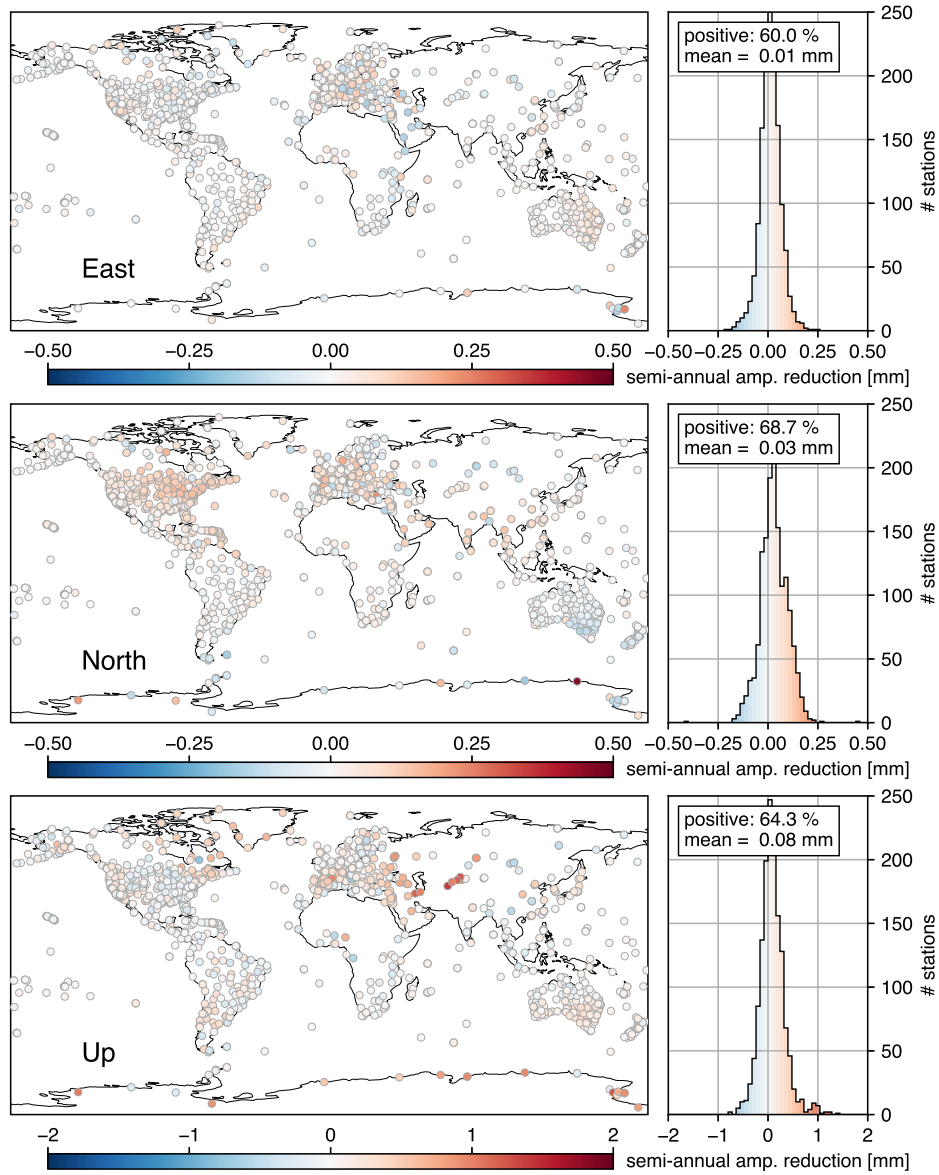 positive: 60.0 %
mean = 0.01 mm
East
250
200
150
100
50
0
# stations
−0.50 −0.25 0.00 0.25 0.50
−0.50 −0.25 0.00 0.25 0.50
semi-annual amp. reduction [mm]
positive: 68.7 %
mean = 0.03 mm
North
250
200
150
100
50
0
# stations
−0.50 −0.25 0.00 0.25 0.50
−0.50 −0.25 0.00 0.25 0.50
semi-annual amp. reduction [mm]
positive: 64.3 %
mean = 0.08 mm
Up
250
200
150
100
50
0
# stations
−2 −1 0 1 2
−2 −1 0 1 2
semi-annual amp. reduction [mm]